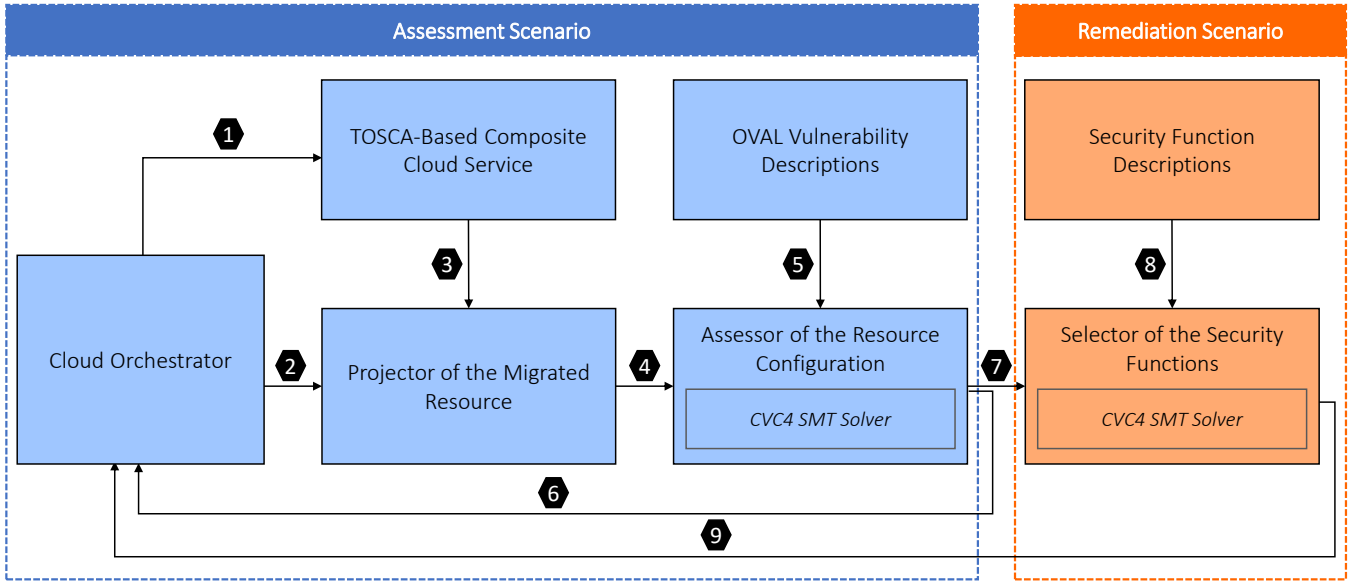 Assessment Scenario
Remediation Scenario
1
TOSCA-Based Composite
Cloud Service
OVAL Vulnerability
Descriptions
Security Function
Descriptions
3
5
8
Cloud Orchestrator
2
Projector of the Migrated
Resource
4
Assessor of the Resource
Configuration
CVC4 SMT Solver
7
Selector of the Security
Functions
CVC4 SMT Solver
6
9